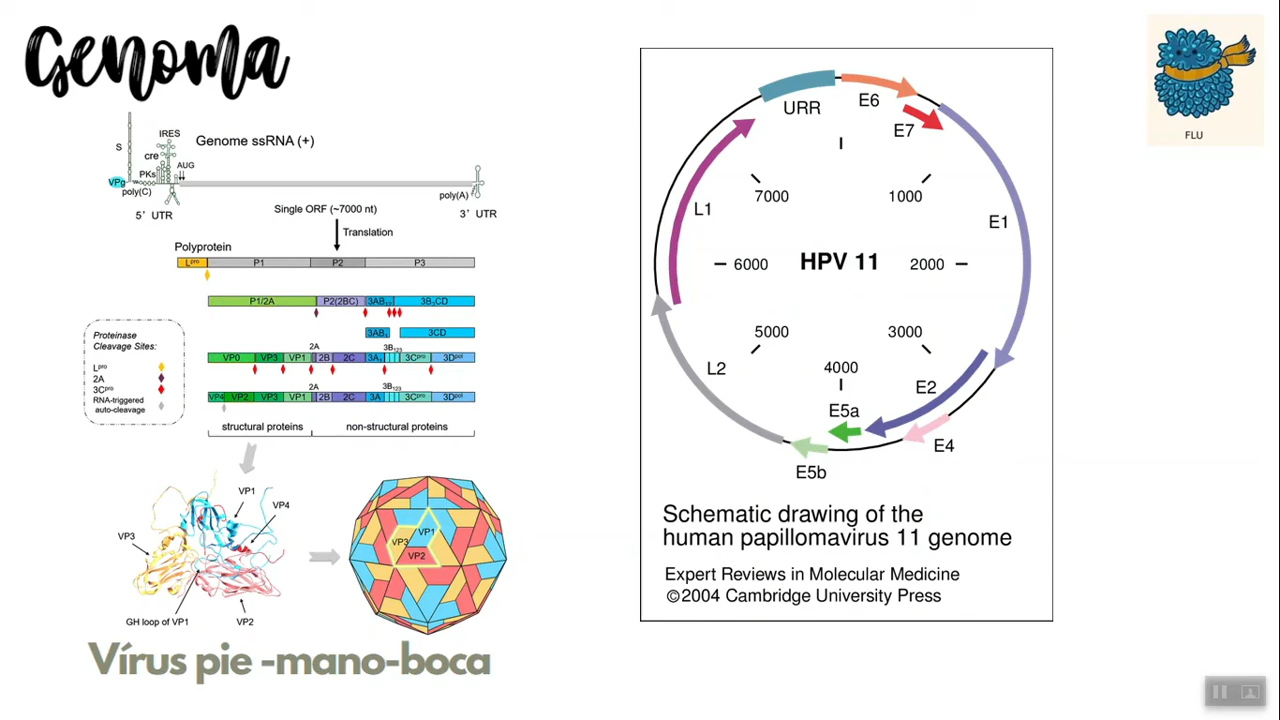 Genoma
IRES
S
Genome ssRNA (+)
cre
PKs
AUG
VPg
poly(C)
poly(A)
5' UTR
Single ORF (~7000 nt)
3' UTR
Translation
Polyprotein
Lpro P1 P2 P3
P1/2A P2(2BC) 3AB123 3B3CD
3AB1 3CD
Proteinase
Cleavage Sites:
Lpro
2A
3Cpro
RNA-triggered
auto-cleavage
2A 3B123
VP0 VP3 VP1 2B 2C 3A 3Cpro 3Dpol
2A 3B123
VP4 VP2 VP3 VP1 2B 2C 3A 3Cpro 3Dpol
structural proteins non-structural proteins
VP1
VP4
VP3
GH loop of VP1
VP2
VP1
VP3
VP2
Vírus pie -mano-boca
URR
E6
E7
L1
7000
1000
E1
6000
HPV 11
2000
5000
3000
4000
L2
E2
E5a
E4
E5b
Schematic drawing of the
human papillomavirus 11 genome
Expert Reviews in Molecular Medicine
©2004 Cambridge University Press
FLU